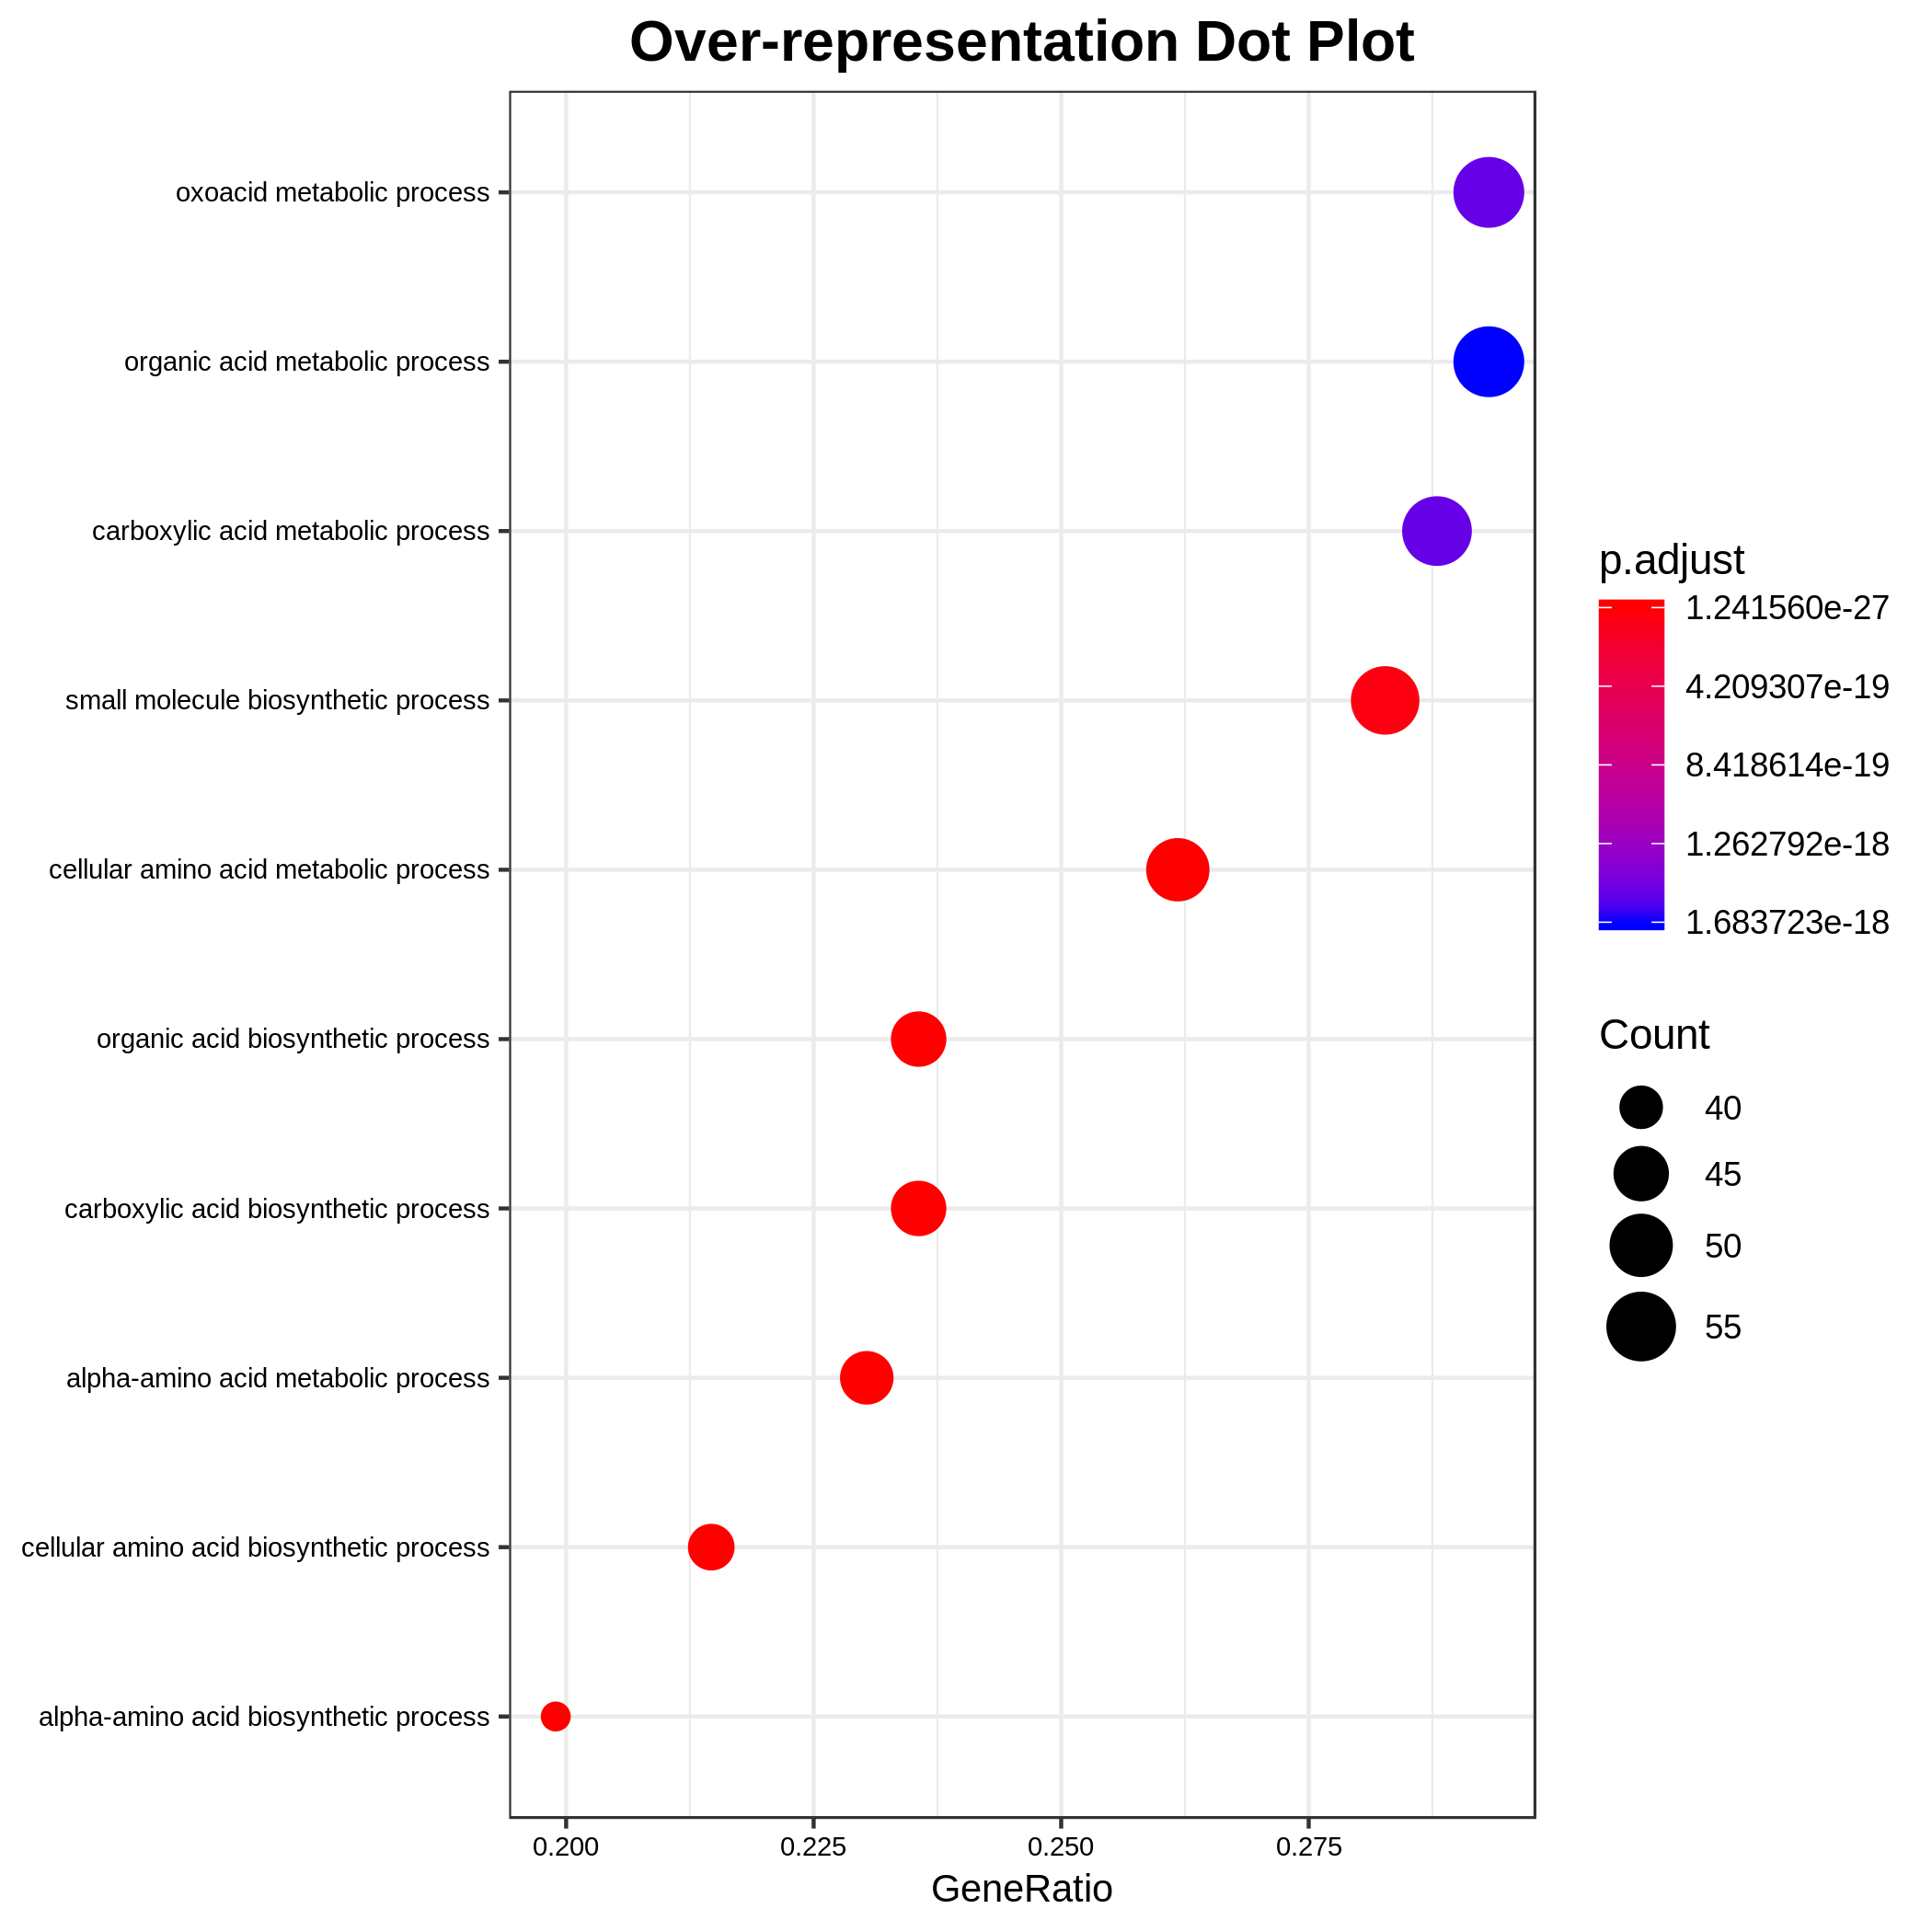 Over-representation Dot Plot
oxoacid metabolic process
organic acid metabolic process
carboxylic acid metabolic process
small molecule biosynthetic process
cellular amino acid metabolic process
organic acid biosynthetic process
carboxylic acid biosynthetic process
alpha-amino acid metabolic process
cellular amino acid biosynthetic process
alpha-amino acid biosynthetic process
0.200 0.225 0.250 0.275
GeneRatio
p.adjust
1.241560e-27
4.209307e-19
8.418614e-19
1.262792e-18
1.683723e-18
Count
40
45
50
55